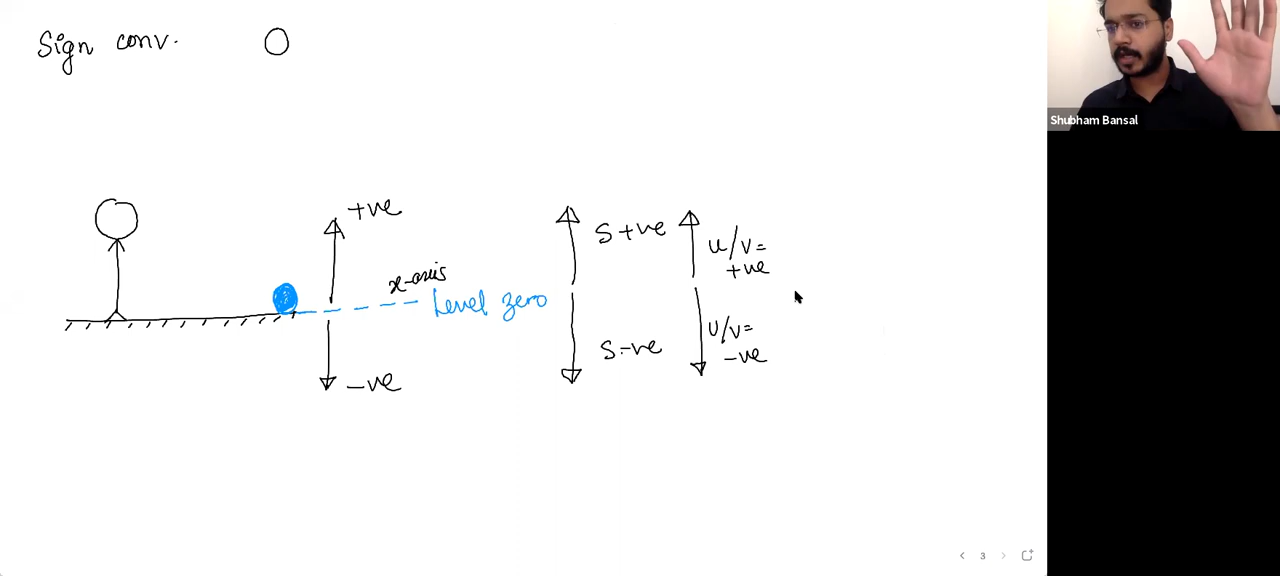 Sign conv.
Shubham Bansal
+ve
x-axis
Level zero
-ve
S +ve
S -ve
u/v =
+ve
u/v =
-ve
3